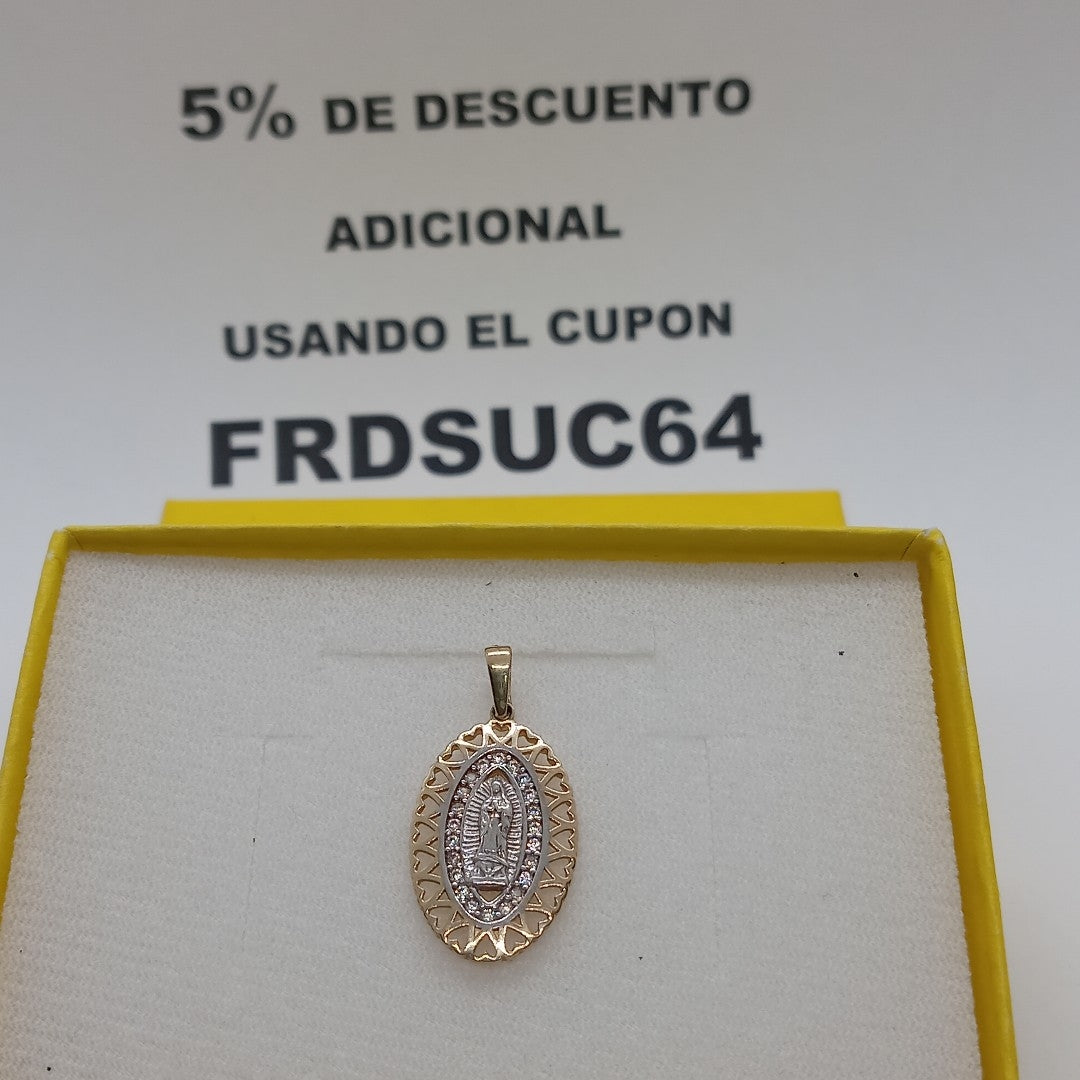 5% DE DESCUENTO
ADICIONAL
USANDO EL CUPON
FRDSUC64